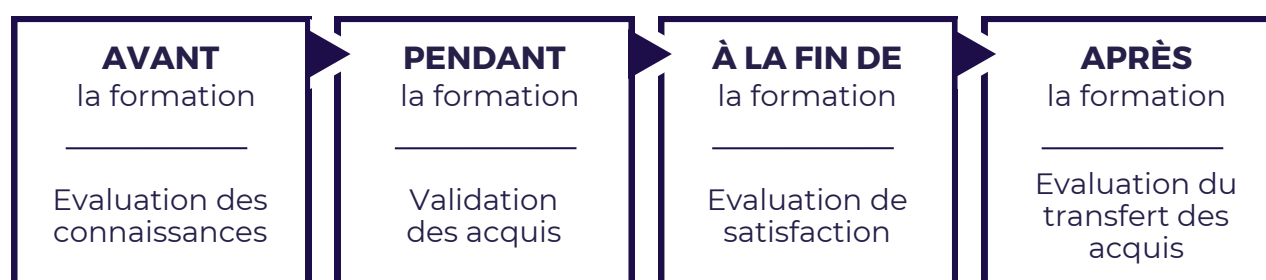 AVANT
la formation
Evaluation des
connaissances
PENDANT
la formation
Validation
des acquis
À LA FIN DE
la formation
Evaluation de
satisfaction
APRÈS
la formation
Evaluation du
transfert des
acquis